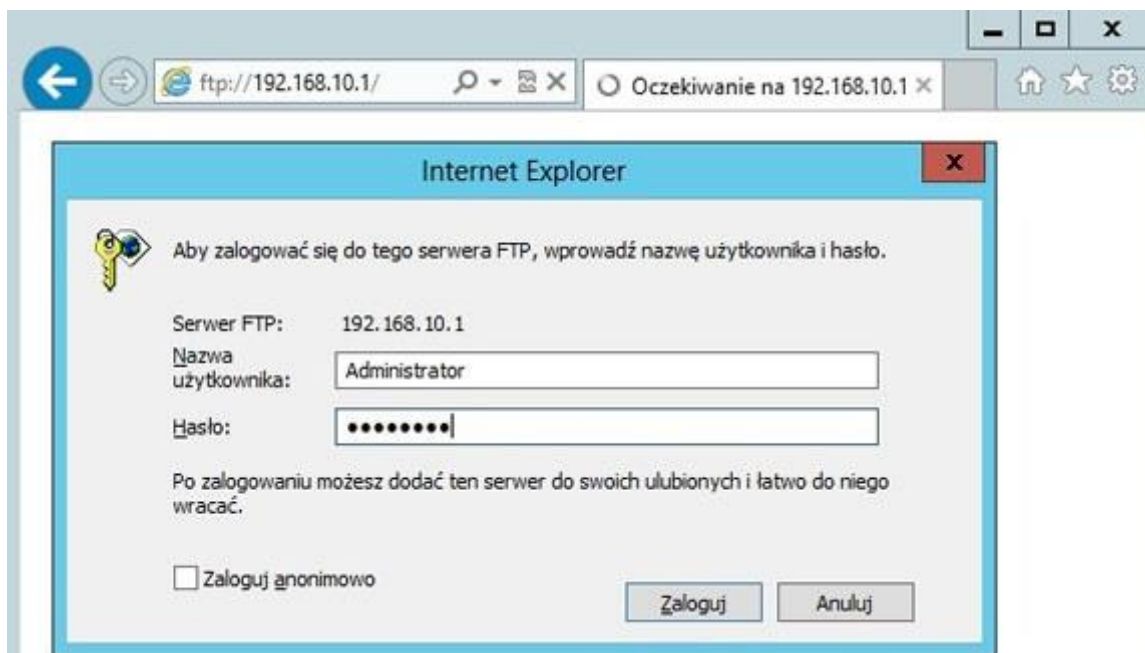 ftp://192.168.10.1/
Oczekiwanie na 192.168.10.1
Internet Explorer
Aby zalogować się do tego serwera FTP, wprowadź nazwę użytkownika i hasło.
Serwer FTP: 192.168.10.1
Nazwa
użytkownika: Administrator
Hasło: ●●●●●●●●
Po zalogowaniu możesz dodać ten serwer do swoich ulubionych i łatwo do niego
wracać.
Zaloguj anonimowo
Zaloguj Anuluj